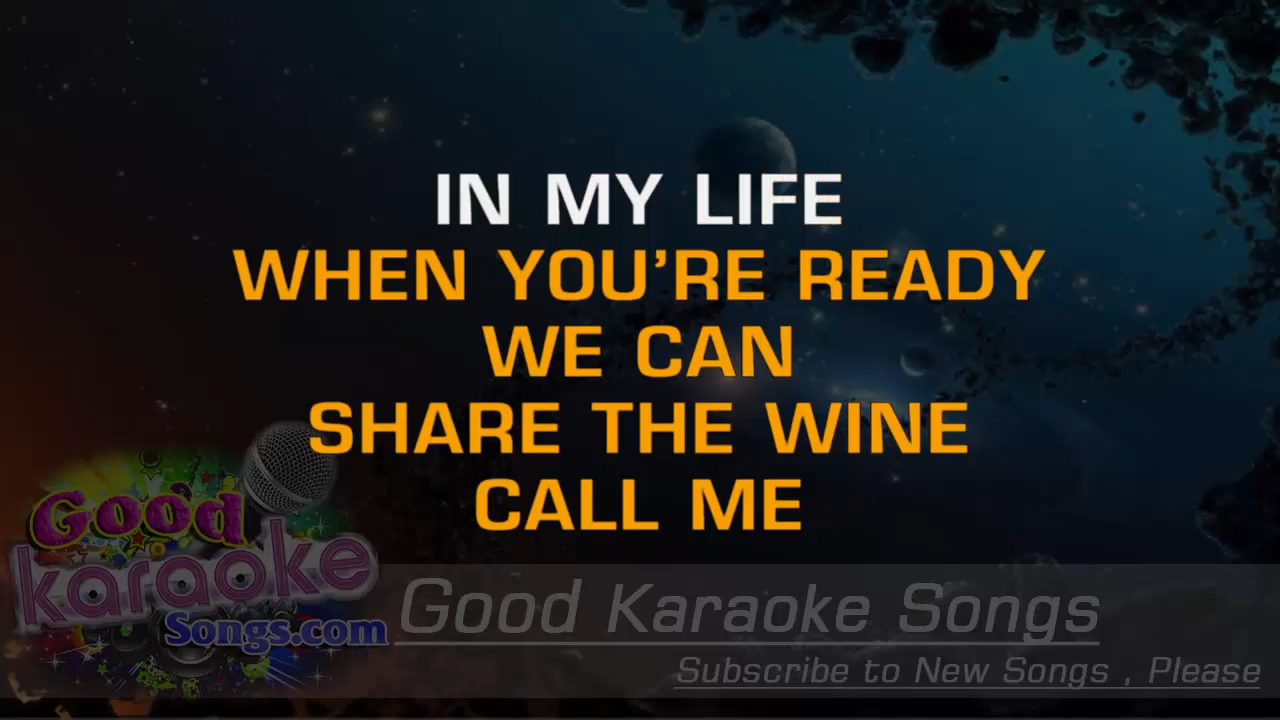 IN MY LIFE
WHEN YOU'RE READY
WE CAN
SHARE THE WINE
CALL ME
Good
karaoke
Songs.com
Good Karaoke Songs
Subscribe to New Songs , Please